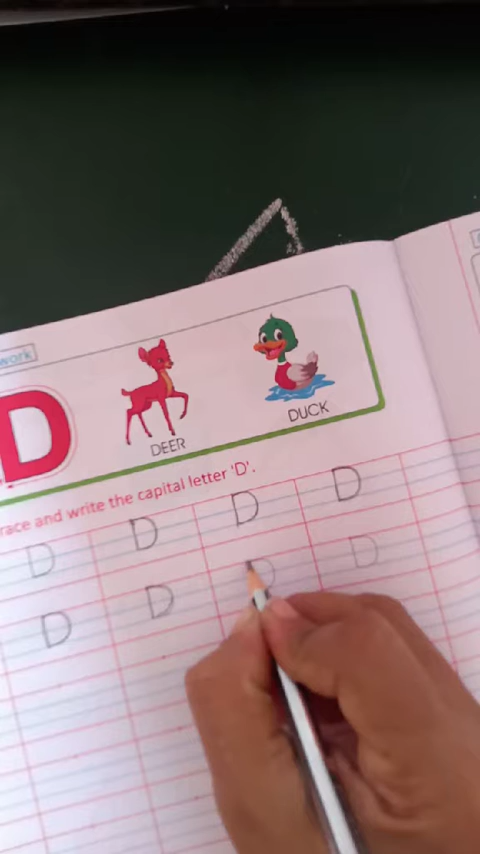 work
D
DEER
DUCK
race and write the capital letter 'D'.
D D D D
D D D D